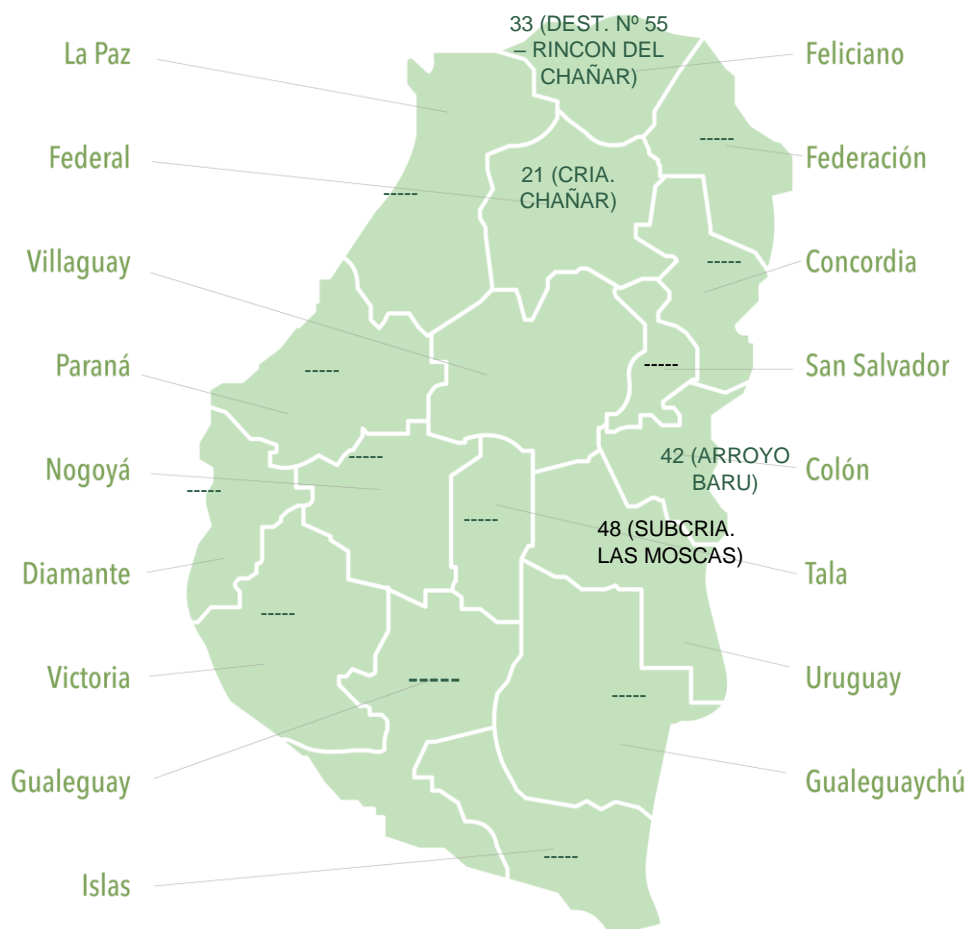 33 (DEST. Nº 55
– RINCON DEL
CHAÑAR)
La Paz
Feliciano
-----
Federal
Federación
21 (CRIA.
CHAÑAR)
-----
Villaguay
-----
Concordia
Paraná
-----
-----
San Salvador
Nogoyá
-----
42 (ARROYO
BARU)
Colón
-----
-----
48 (SUBCRIA.
LAS MOSCAS)
Diamante
Tala
-----
Victoria
-----
-----
Uruguay
Gualeguay
Gualeguaychú
-----
Islas